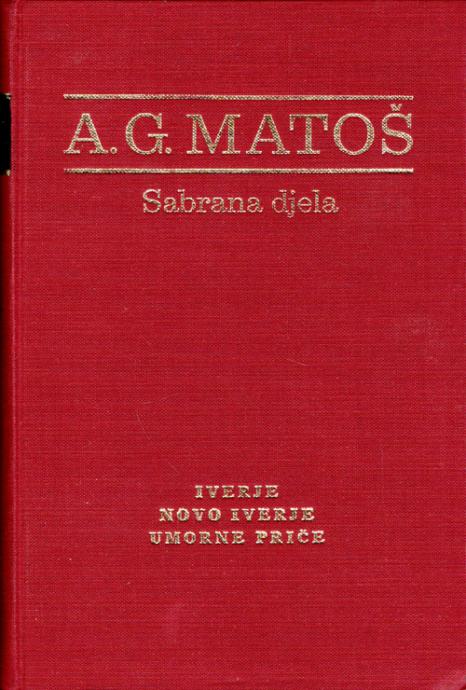 A. G. MATOŠ
Sabrana djela
IVERJE
NOVO IVERJE
UMORNE PRIČE